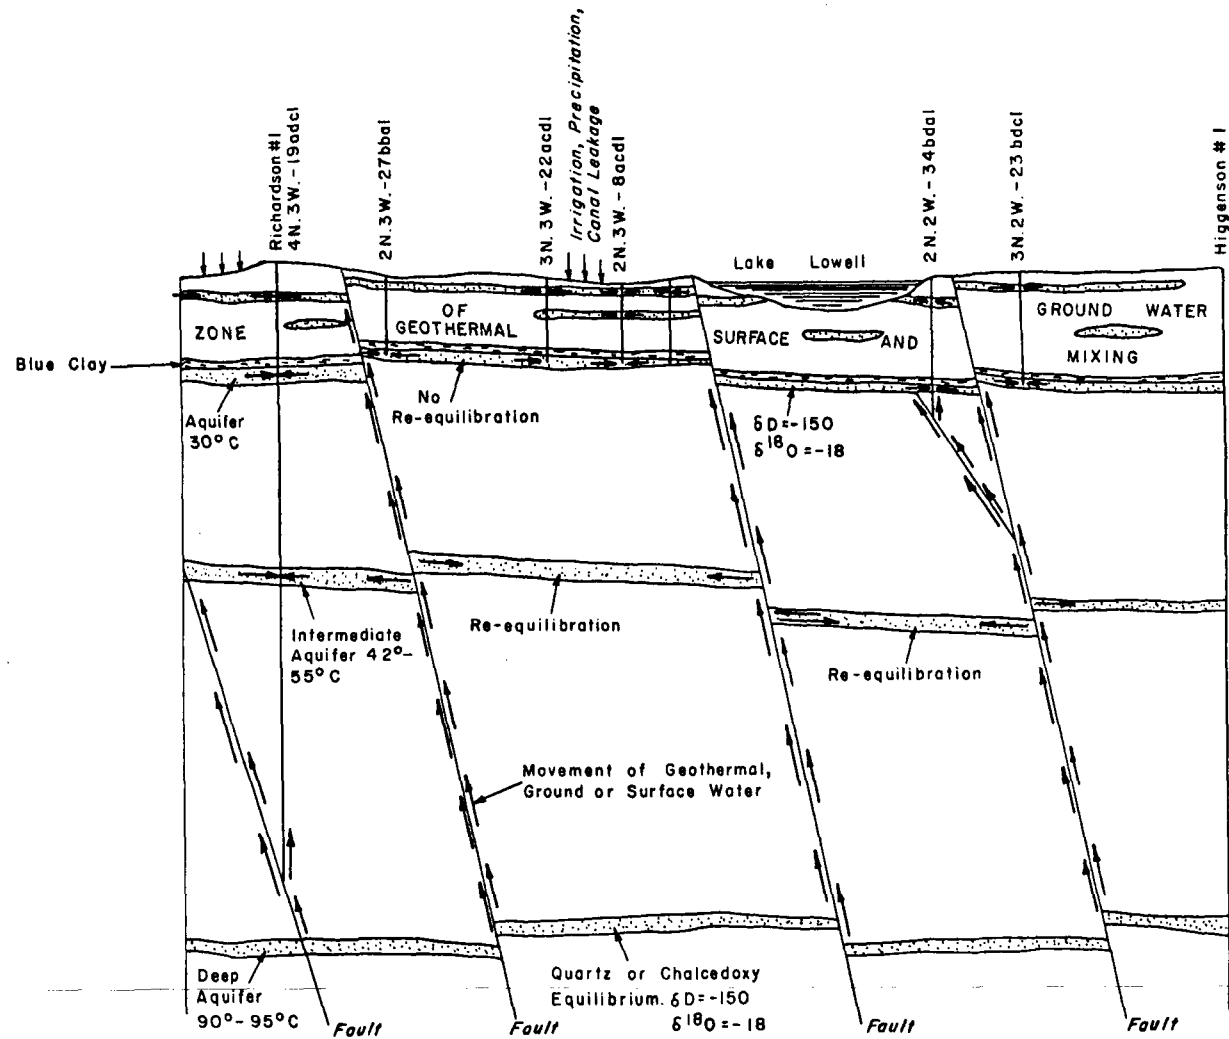 Richardson #1
4N. 3W. - 19adcl
2N. 3W. - 27bbal
3N. 3W. - 22acdl
Irrigation, Precipitation,
Canal Leakage
2N. 3W. - 8acdl
2N. 2W. - 34bdal
3N. 2W. - 23bdcl
Higgenson #1
Lake Lowell
ZONE
OF
GEOTHERMAL
SURFACE AND
GROUND WATER
MIXING
Blue Clay
Aquifer
30°C
No
Re-equilibration
δD=-150
δ18O=-18
Intermediate
Aquifer 42°-
55°C
Re-equilibration
Re-equilibration
Movement of Geothermal,
Ground or Surface Water
Deep
Aquifer
90°-95°C
Quartz or Chalcedoxy
Equilibrium. δD=-150
δ18O=-18
Fault
Fault
Fault
Fault